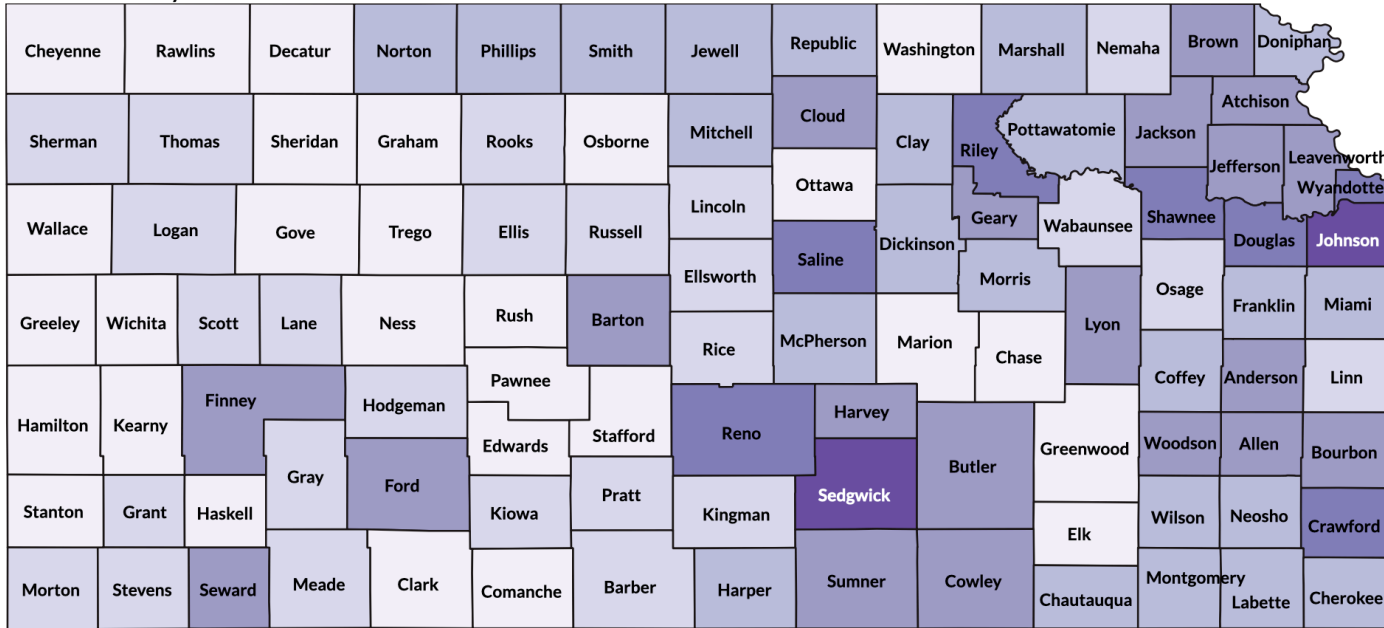 Cheyenne Rawlins Decatur Norton Phillips Smith Jewell Republic Washington Marshall Nemaha Brown Doniphan
Sherman Thomas Sheridan Graham Rooks Osborne Mitchell Cloud Clay Riley Pottawatomie Jackson Atchison
Jefferson Leavenworth
Wyandotte
Wallace Logan Gove Trego Ellis Russell Lincoln Ottawa Geary Wabaunsee Shawnee
Saline Dickinson Douglas Johnson
Ellsworth Morris Osage
Greeley Wichita Scott Lane Ness Rush Barton Rice McPherson Marion Chase Lyon Franklin Miami
Pawnee Coffey Anderson Linn
Hamilton Kearny Finney Hodgeman Edwards Stafford Reno Harvey Greenwood Woodson Allen Bourbon
Gray Ford Butler
Stanton Grant Haskell Kiowa Pratt Kingman Sedgwick Elk Wilson Neosho Crawford
Morton Stevens Seward Meade Clark Comanche Barber Harper Sumner Cowley Chautauqua Montgomery Labette Cherokee